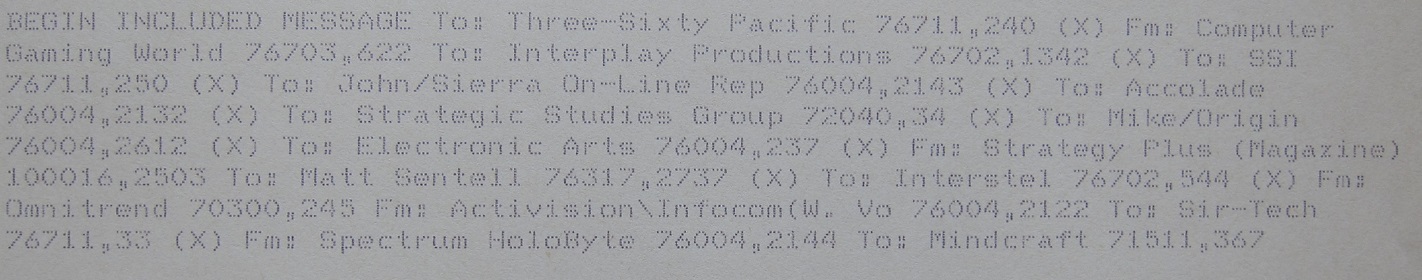 BEGIN INCLUDED MESSAGE To: Three-Sixty Pacific 76711,240 (X) Fm: Computer
Gaming World 76703,622 To: Interplay Productions 76702,1342 (X) To: SSI
76711,250 (X) To: John/Sierra On-Line Rep 76004,2143 (X) To: Accolade
76004,2132 (X) To: Strategic Studies Group 72040,34 (X) To: Mike/Origin
76004,2612 (X) To: Electronic Arts 76004,237 (X) Fm: Strategy Plus (Magazine)
100016,2503 To: Matt Sentell 76317,2737 (X) To: Interstel 76702,544 (X) Fm:
Omnitrend 70300,245 Fm: Activision\Infocom(W. Vo 76004,2122 To: Sir-Tech
76711,33 (X) Fm: Spectrum HoloByte 76004,2144 To: Mindcraft 71511,367